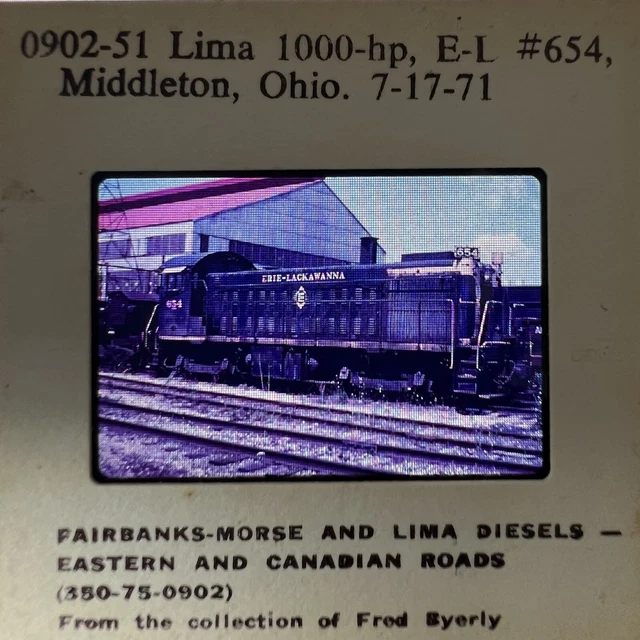 0902-51 Lima 1000-hp, E-L #654,
Middleton, Ohio. 7-17-71
654
ERIE-LACKAWANNA
E
654
FAIRBANKS-MORSE AND LIMA DIESELS —
EASTERN AND CANADIAN ROADS
(350-75-0902)
From the collection of Fred Byerly